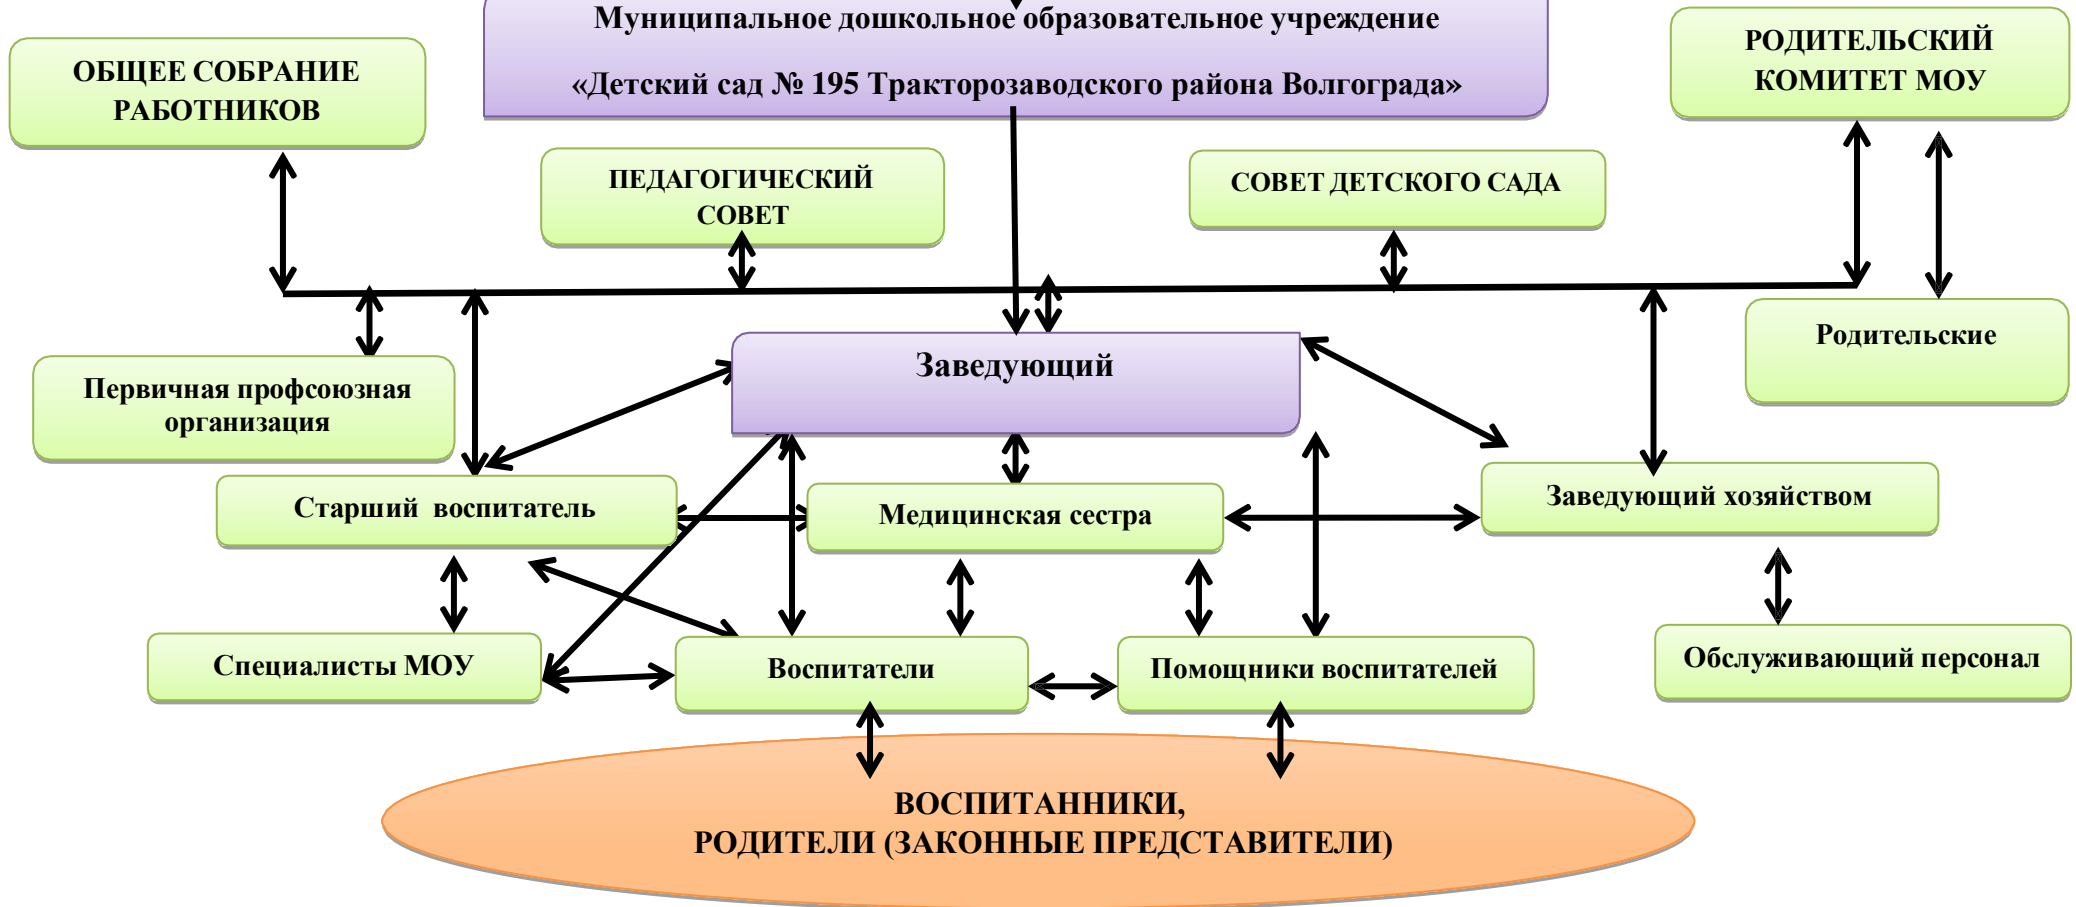 Муниципальное дошкольное образовательное учреждение
«Детский сад № 195 Тракторозаводского района Волгограда»
ОБЩЕЕ СОБРАНИЕ
РАБОТНИКОВ
РОДИТЕЛЬСКИЙ
КОМИТЕТ МОУ
ПЕДАГОГИЧЕСКИЙ
СОВЕТ
СОВЕТ ДЕТСКОГО САДА
Родительские
Заведующий
Первичная профсоюзная
организация
Старший воспитатель
Медицинская сестра
Заведующий хозяйством
Специалисты МОУ
Воспитатели
Помощники воспитателей
Обслуживающий персонал
ВОСПИТАННИКИ,
РОДИТЕЛИ (ЗАКОННЫЕ ПРЕДСТАВИТЕЛИ)